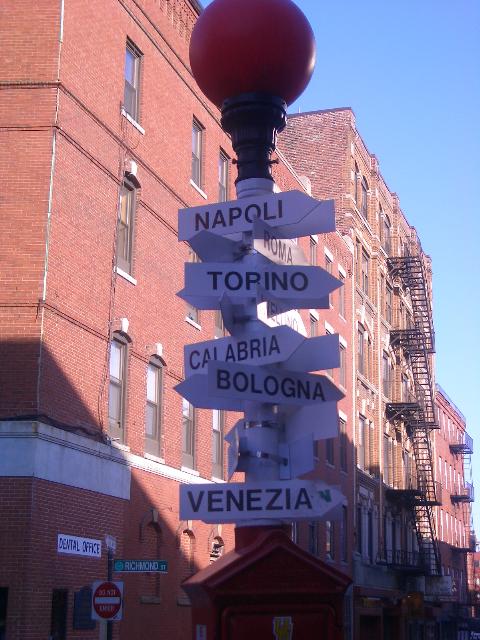 NAPOLI
ROMA
TORINO
CALABRIA
BOLOGNA
VENEZIA
DENTAL OFFICE
RICHMOND ST
DO NOT
ENTER